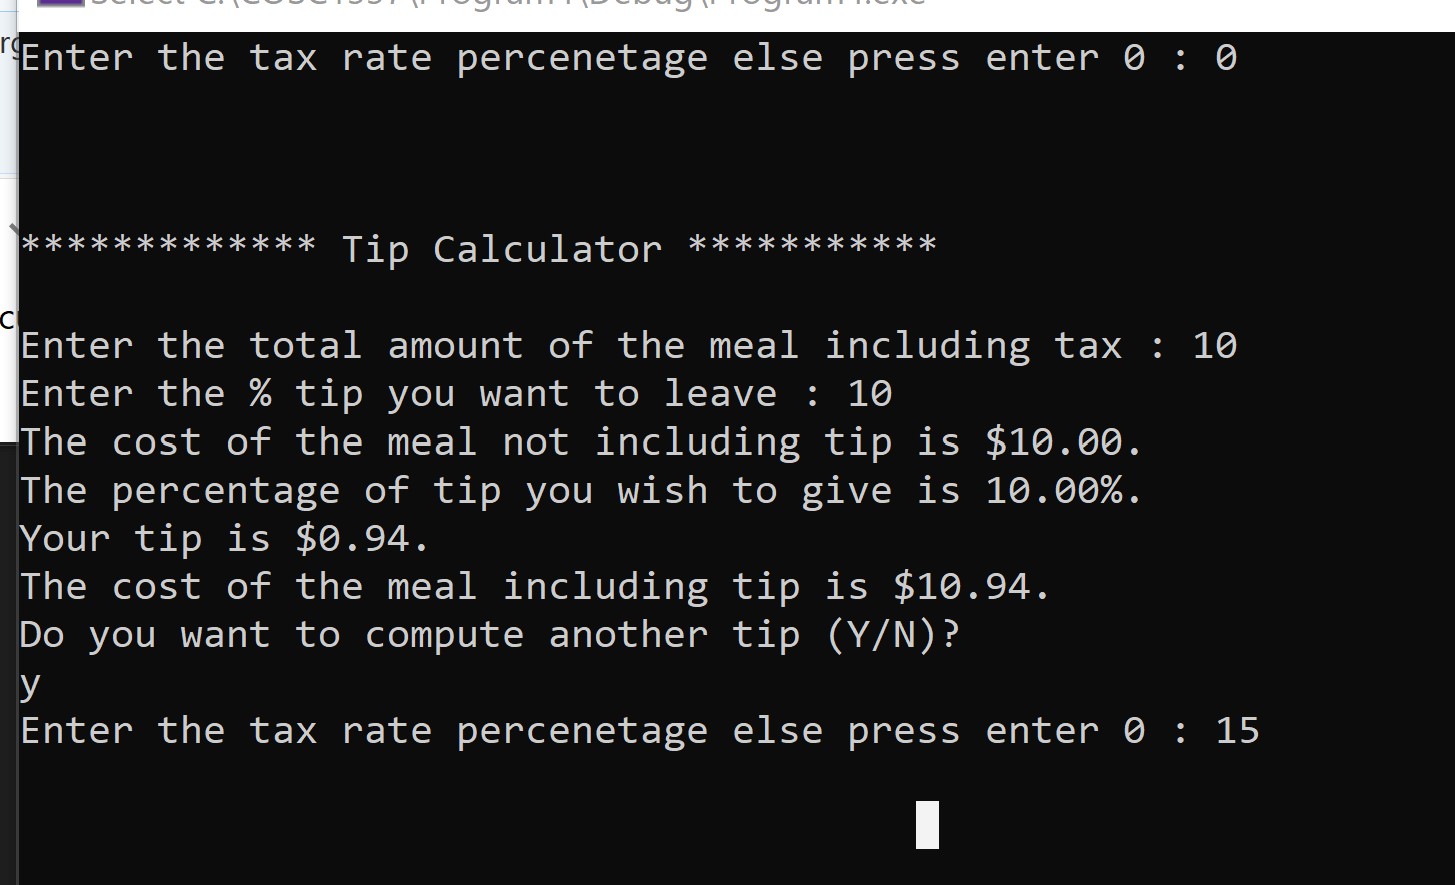 Enter the tax rate percenetage else press enter 0 : 0
************* Tip Calculator ***********
Enter the total amount of the meal including tax : 10
Enter the % tip you want to leave : 10
The cost of the meal not including tip is $10.00.
The percentage of tip you wish to give is 10.00%.
Your tip is $0.94.
The cost of the meal including tip is $10.94.
Do you want to compute another tip (Y/N)?
y
Enter the tax rate percenetage else press enter 0 : 15